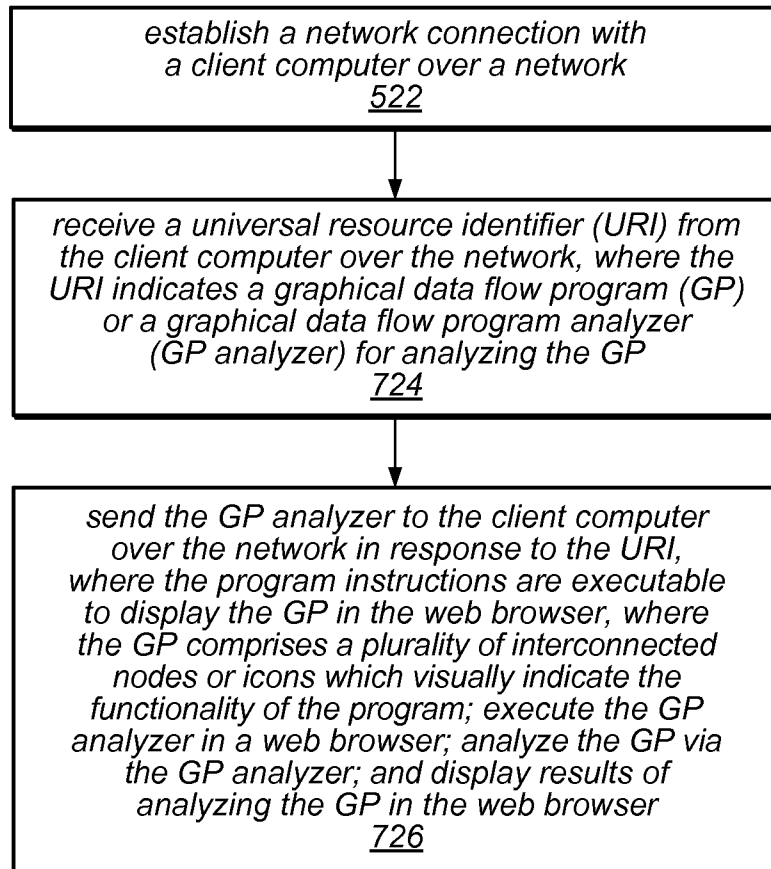 establish a network connection with
a client computer over a network
522
receive a universal resource identifier (URI) from
the client computer over the network, where the
URI indicates a graphical data flow program (GP)
or a graphical data flow program analyzer
(GP analyzer) for analyzing the GP
724
send the GP analyzer to the client computer
over the network in response to the URI,
where the program instructions are executable
to display the GP in the web browser, where
the GP comprises a plurality of interconnected
nodes or icons which visually indicate the
functionality of the program; execute the GP
analyzer in a web browser; analyze the GP via
the GP analyzer; and display results of
analyzing the GP in the web browser
726